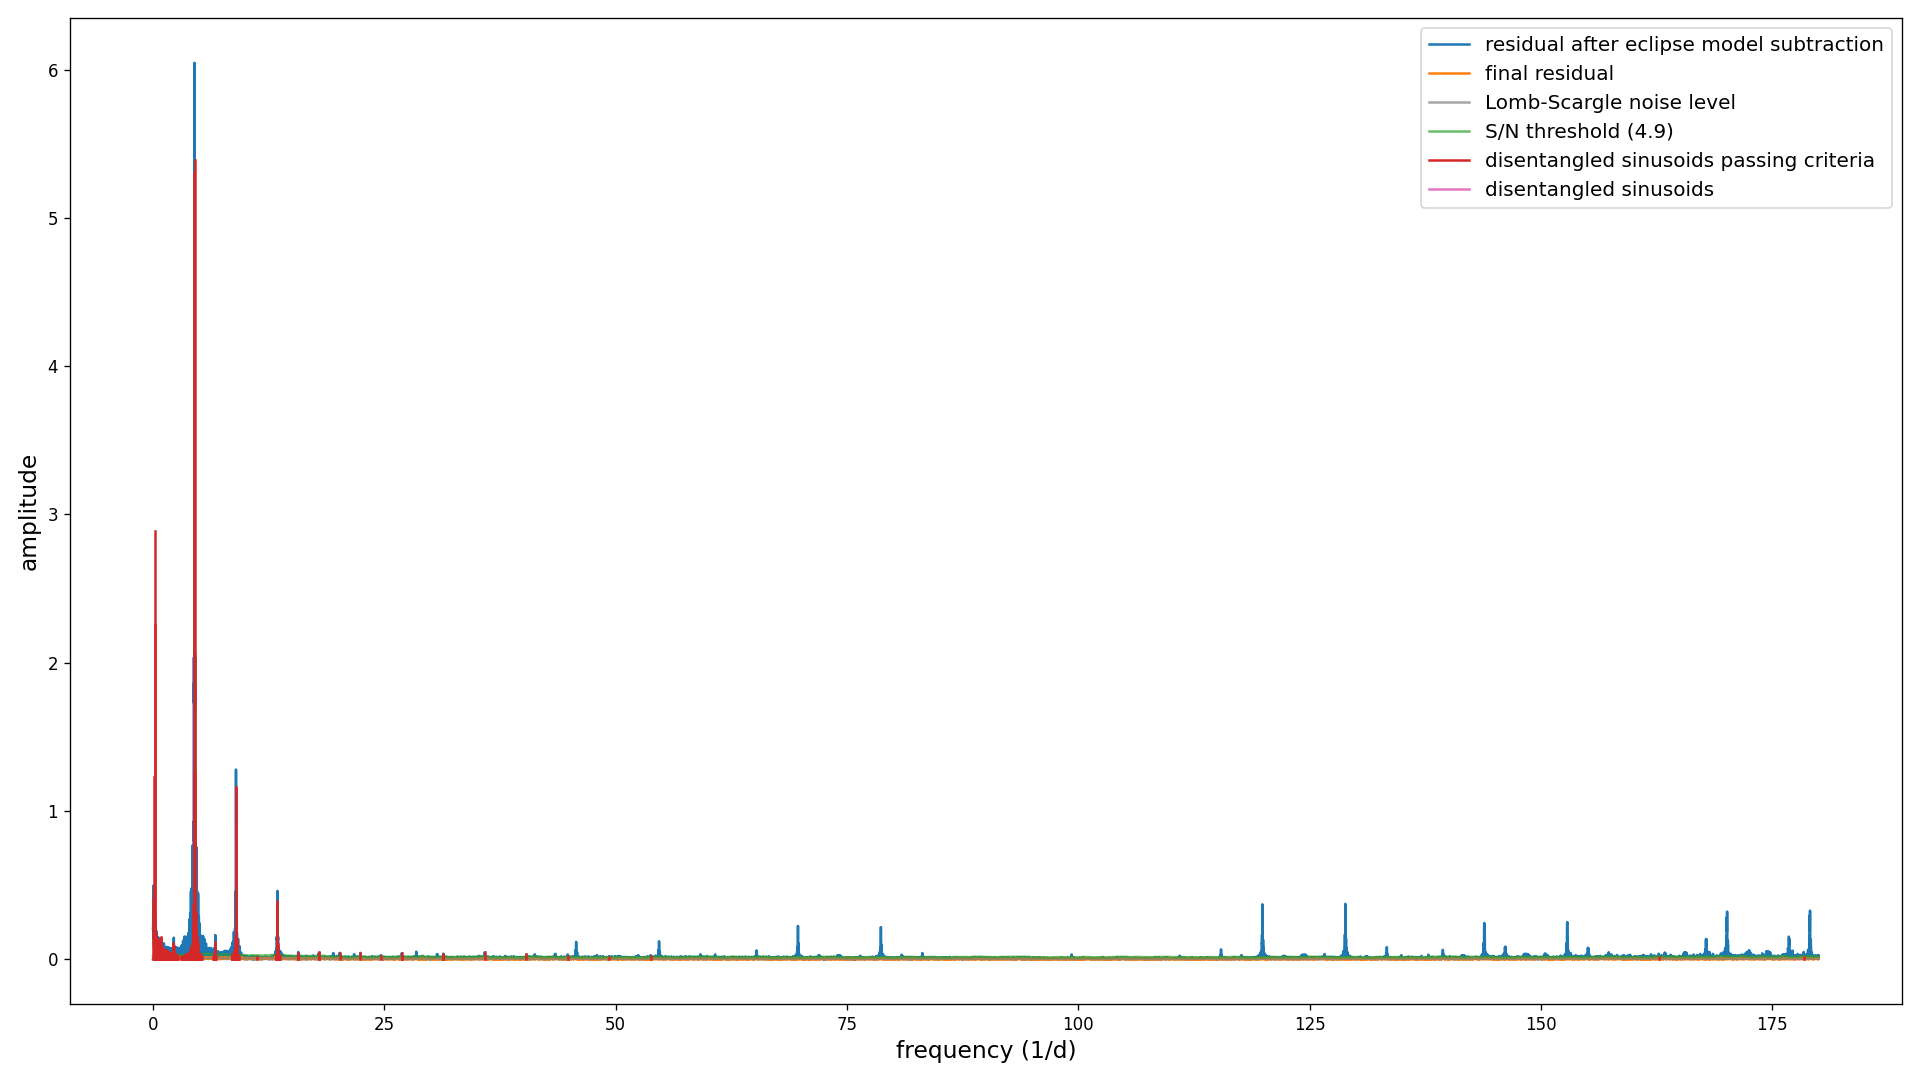 residual after eclipse model subtraction
final residual
Lomb-Scargle noise level
S/N threshold (4.9)
disentangled sinusoids passing criteria
disentangled sinusoids
6
5
4
3
2
1
0
amplitude
0 25 50 75 100 125 150 175
frequency (1/d)